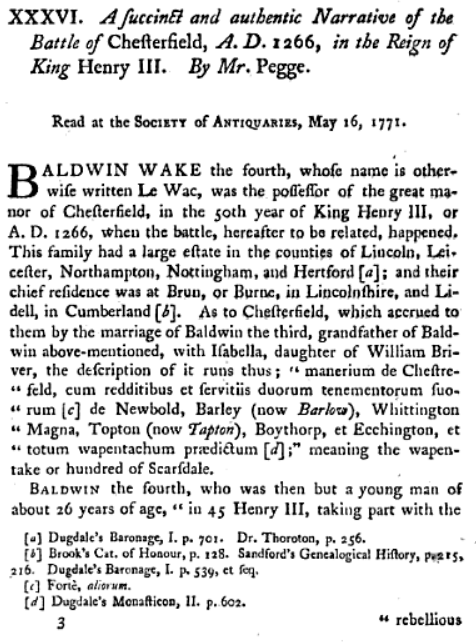 XXXVI. A ſuccinct and authentic Narrative of the
Battle of Cheſterfield, A. D. 1266, in the Reign of
King Henry III. By Mr. Pegge.
Read at the SOCIETY of ANTIQUARIES, May 16, 1771.
BALDWIN WAKE the fourth, whoſe name is other-
wiſe written Le Wac, was the poſſeſſor of the great ma-
nor of Cheſterfield, in the 50th year of King Henry III, or
A. D. 1266, when the battle, hereafter to be related, happened.
This family had a large eſtate in the counties of Lincoln, Lei-
ceſter, Northampton, Nottingham, and Hertford [a]; and their
chief reſidence was at Brun, or Burne, in Lincolnſhire, and Li-
dell, in Cumberland [b]. As to Cheſterfield, which accrued to
them by the marriage of Baldwin the third, grandfather of Bald-
win above-mentioned, with Iſabella, daughter of William Bri-
ver, the deſcription of it runs thus; “ manerium de Cheſtre-
“ feld, cum redditibus et ſervitiis duorum tenementorum ſuo-
“ rum [c] de Newbold, Barley (now Barlow), Whittington
“ Magna, Topton (now Tapton), Boythorp, et Ecchington, et
“ totum wapentachum prædictum [d];” meaning the wapen-
take or hundred of Scarſdale.
BALDWIN the fourth, who was then but a young man of
about 26 years of age, “ in 45 Henry III, taking part with the
[a] Dugdale's Baronage, I. p. 701. Dr. Thoroton, p. 256.
[b] Brook's Cat. of Honour, p. 128. Sandford's Genealogical Hiſtory, p. 215,
216. Dugdale's Baronage, I. p. 539, et ſeq.
[c] Fortè, aliorum.
[d] Dugdale's Monaſticon, II. p. 602.
3 “ rebellious